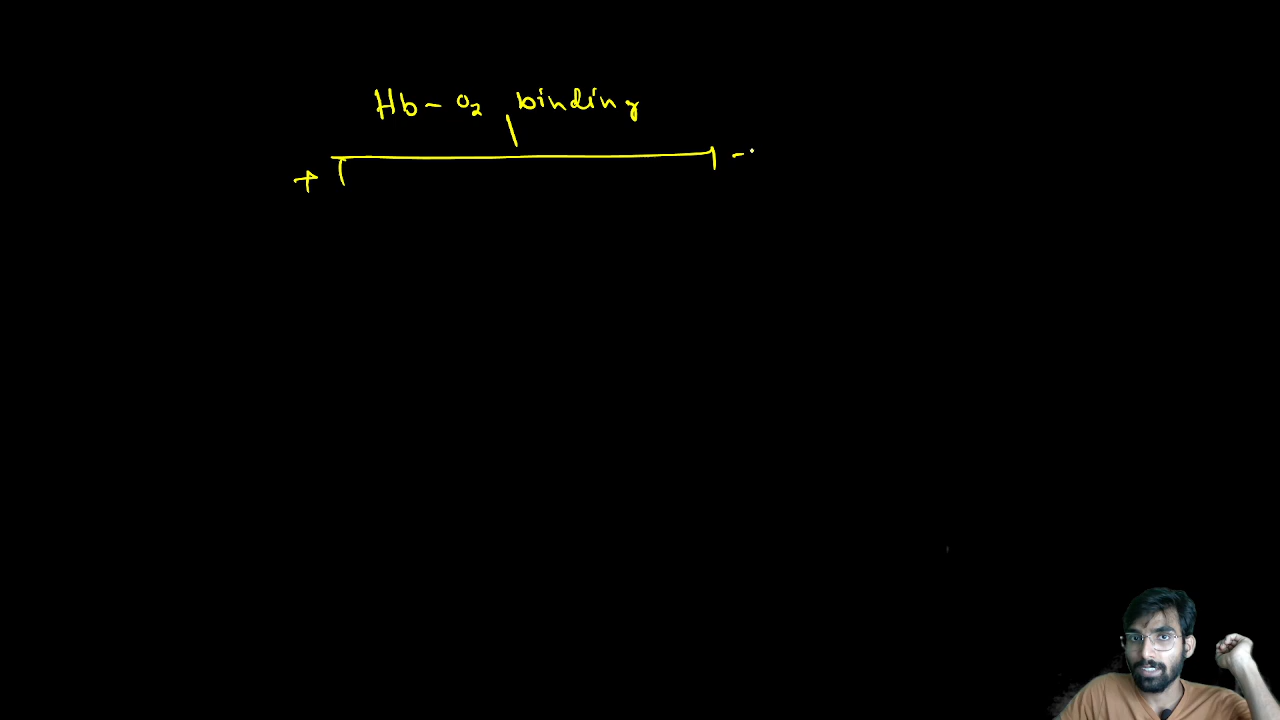 Hb - O₂ binding
+ -